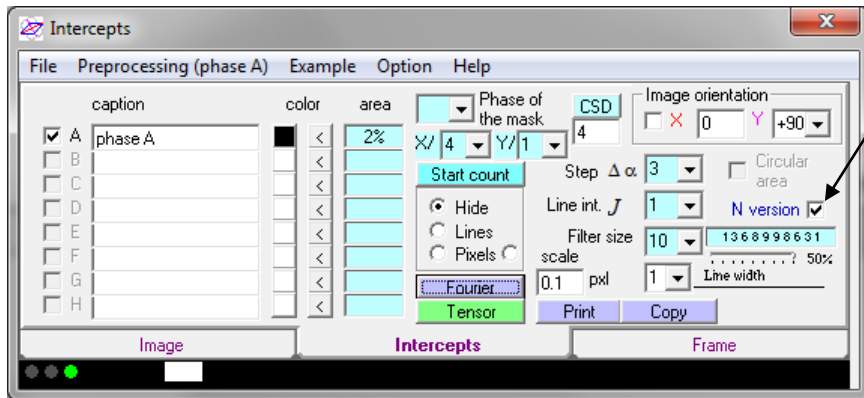 Intercepts
File Preprocessing (phase A) Example Option Help
caption color area Phase of the mask CSD Image orientation
A phase A < 2% X/ 4 Y/ 1 4 X 0 Y +90
B <
C < Start count Step Δ α 3 Circular area
D < Hide Line int. J 1 N version
E < Lines Filter size 10 1368998631
F < Pixels scale ........? 50%
G < Fourier 0.1 pxl 1 Line width
H < Tensor Print Copy
Image Intercepts Frame